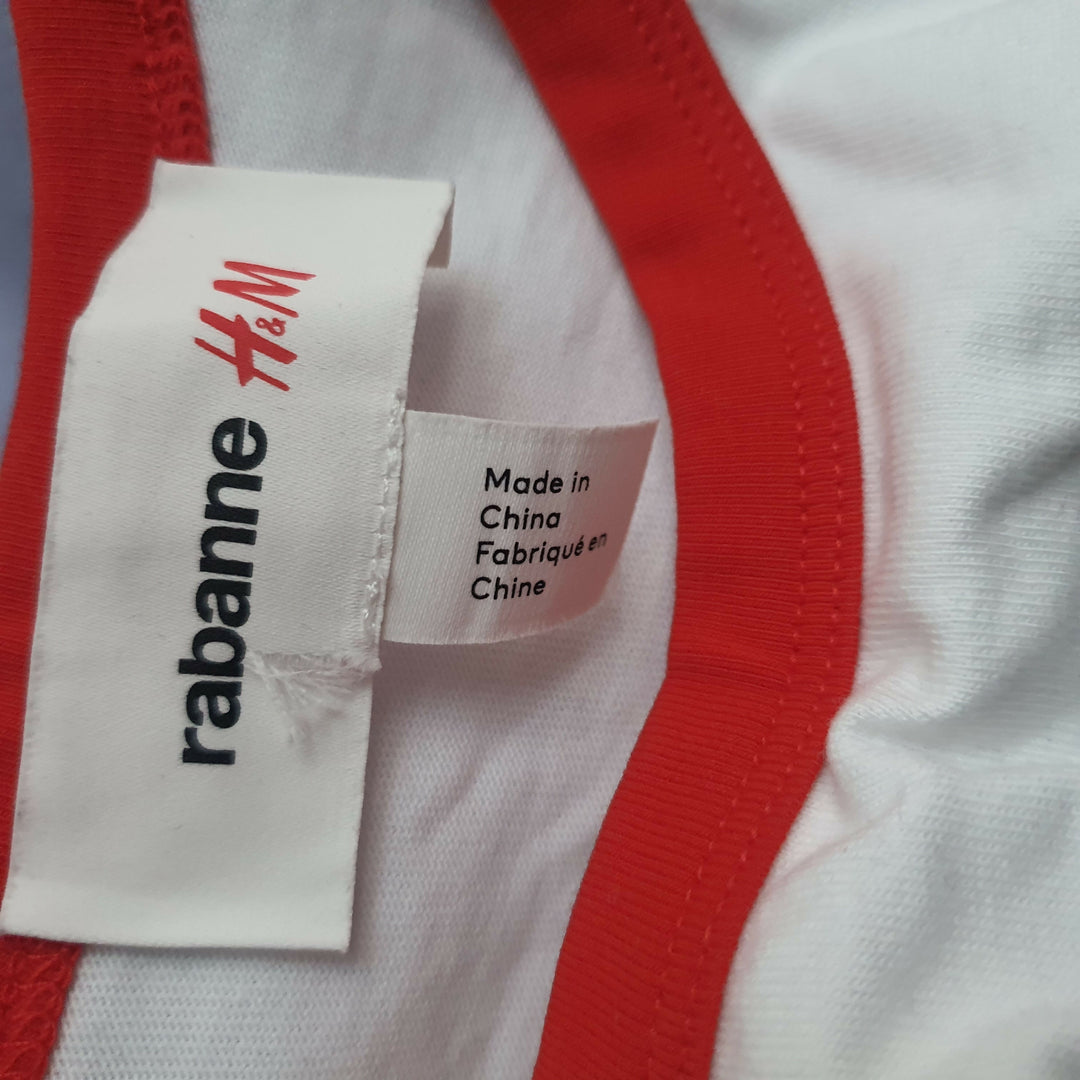 rabanne H&M
Made in
China
Fabriqué en
Chine